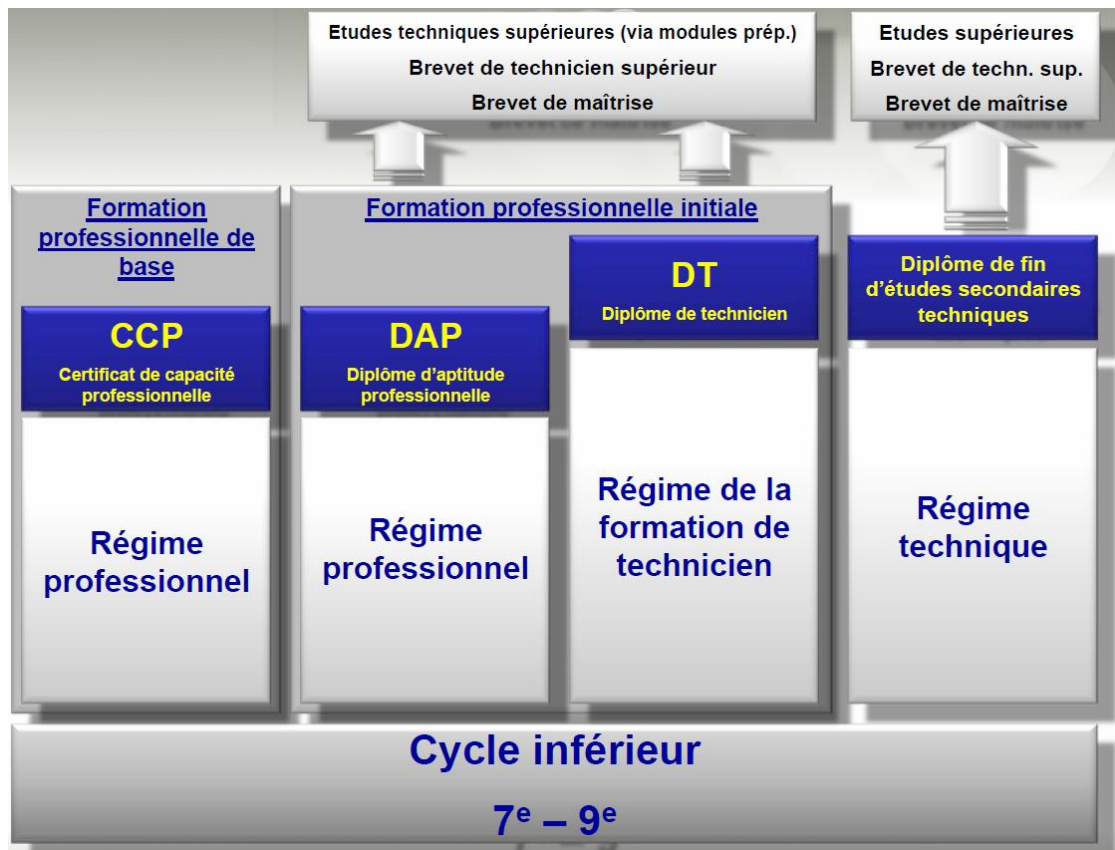 Etudes techniques supérieures (via modules prép.)
Brevet de technicien supérieur
Brevet de maîtrise
Etudes supérieures
Brevet de techn. sup.
Brevet de maîtrise
Formation
professionnelle de
base
CCP
Certificat de capacité
professionnelle
Régime
professionnel
Formation professionnelle initiale
DAP
Diplôme d'aptitude
professionnelle
Régime
professionnel
DT
Diplôme de technicien
Régime de la
formation de
technicien
Diplôme de fin
d'études secondaires
techniques
Régime
technique
Cycle inférieur
7e – 9e